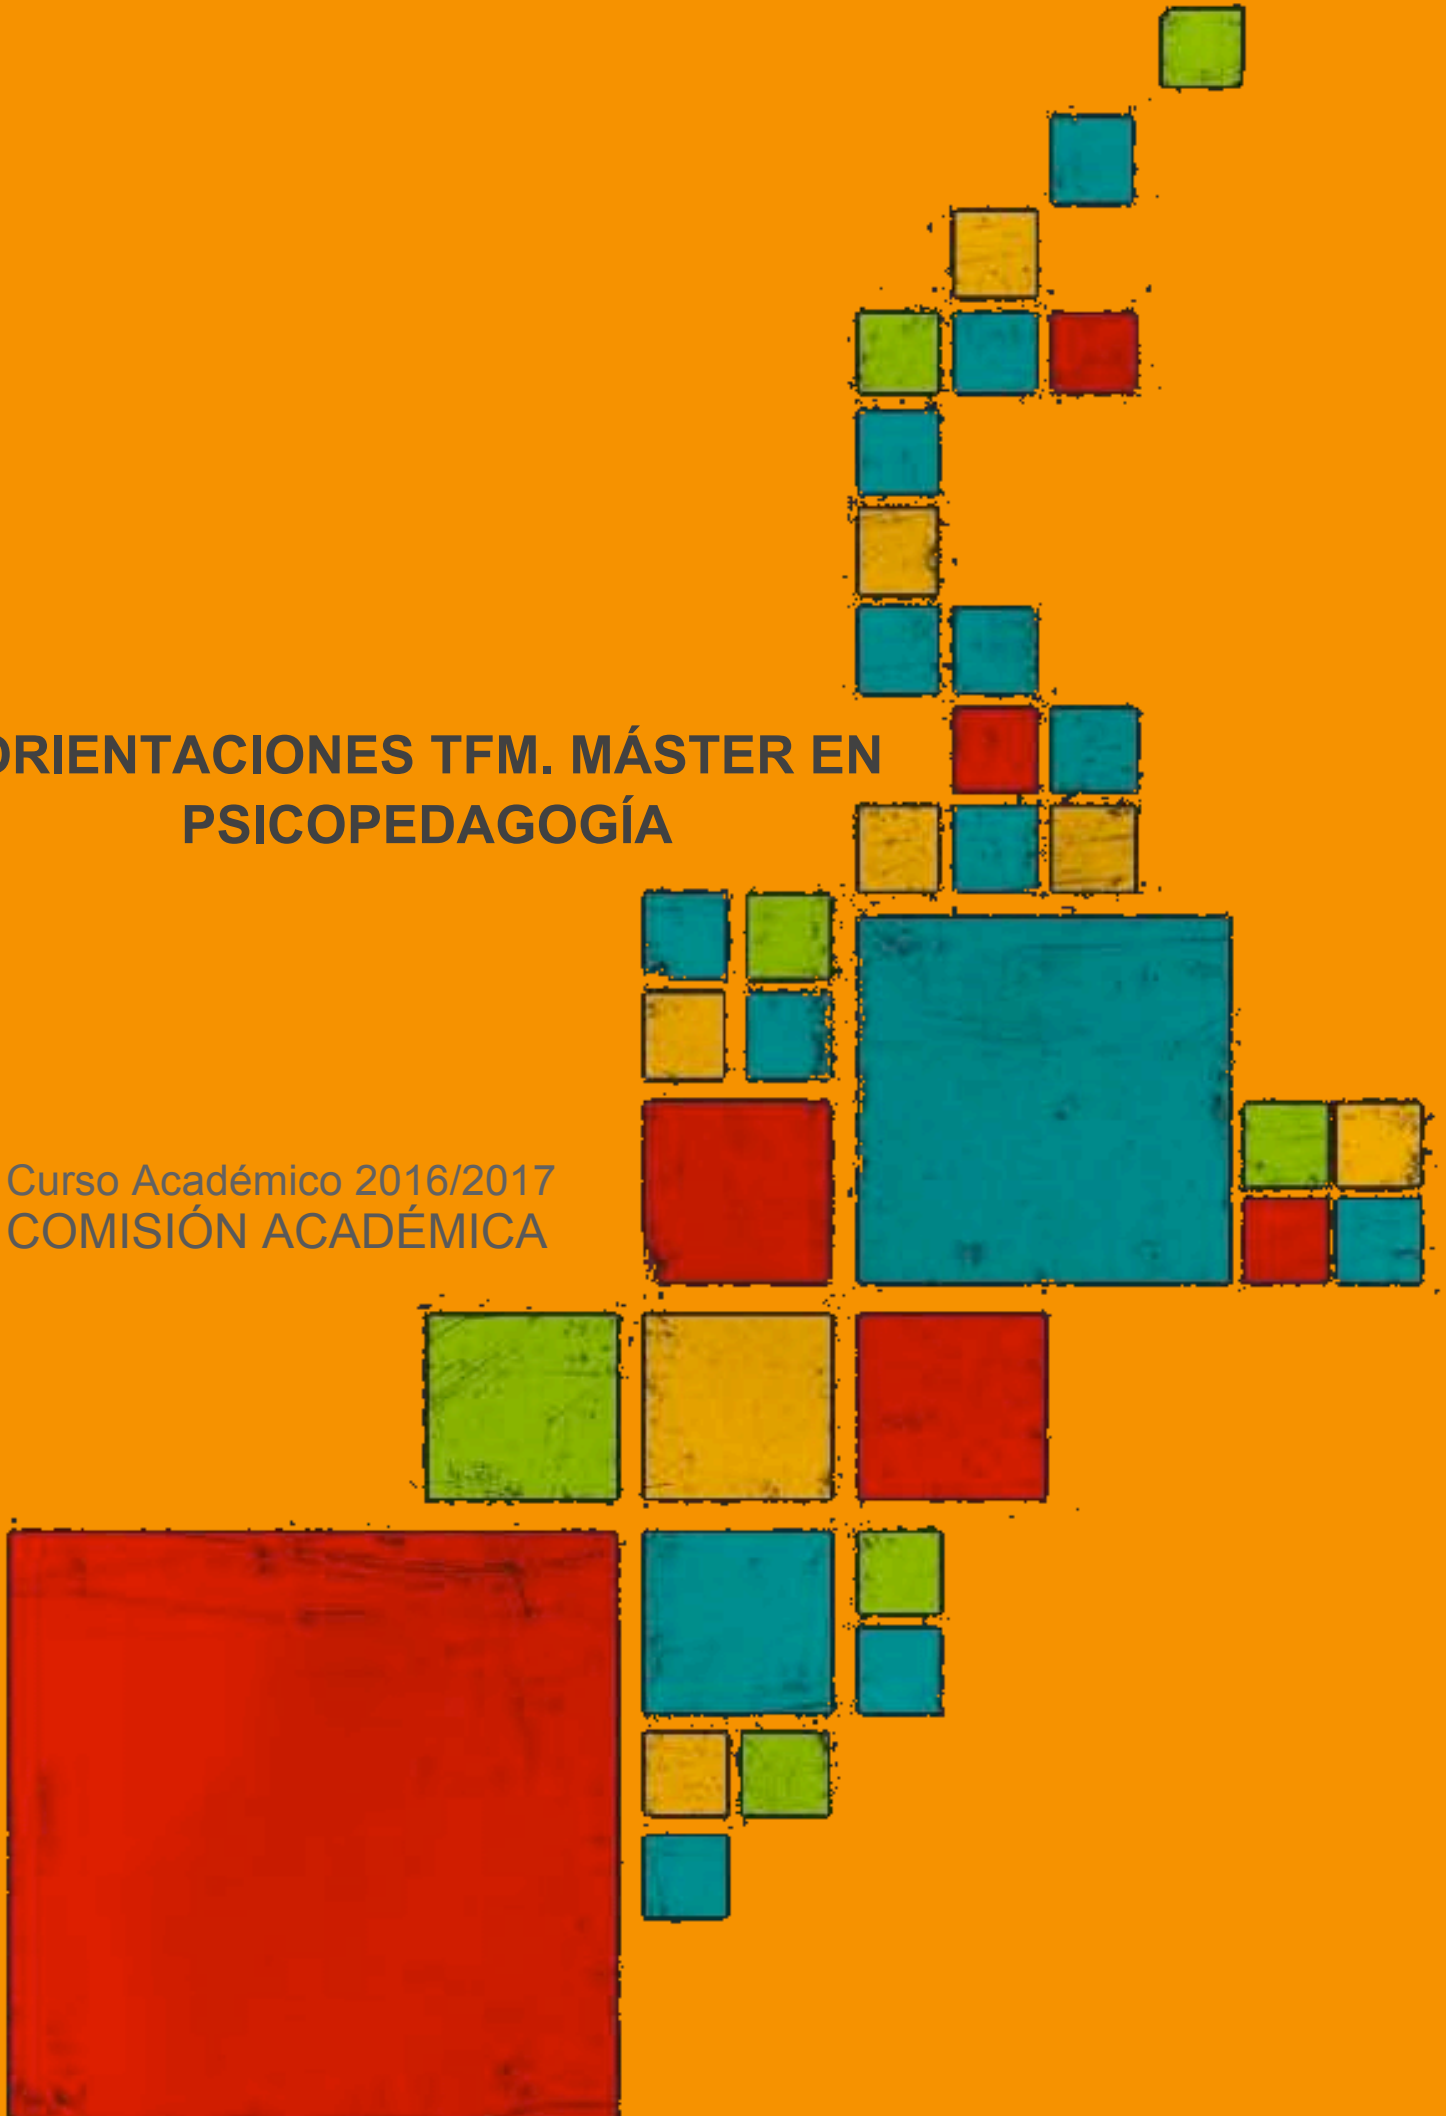 ORIENTACIONES TFM. MÁSTER EN
PSICOPEDAGOGÍA
Curso Académico 2016/2017
COMISIÓN ACADÉMICA